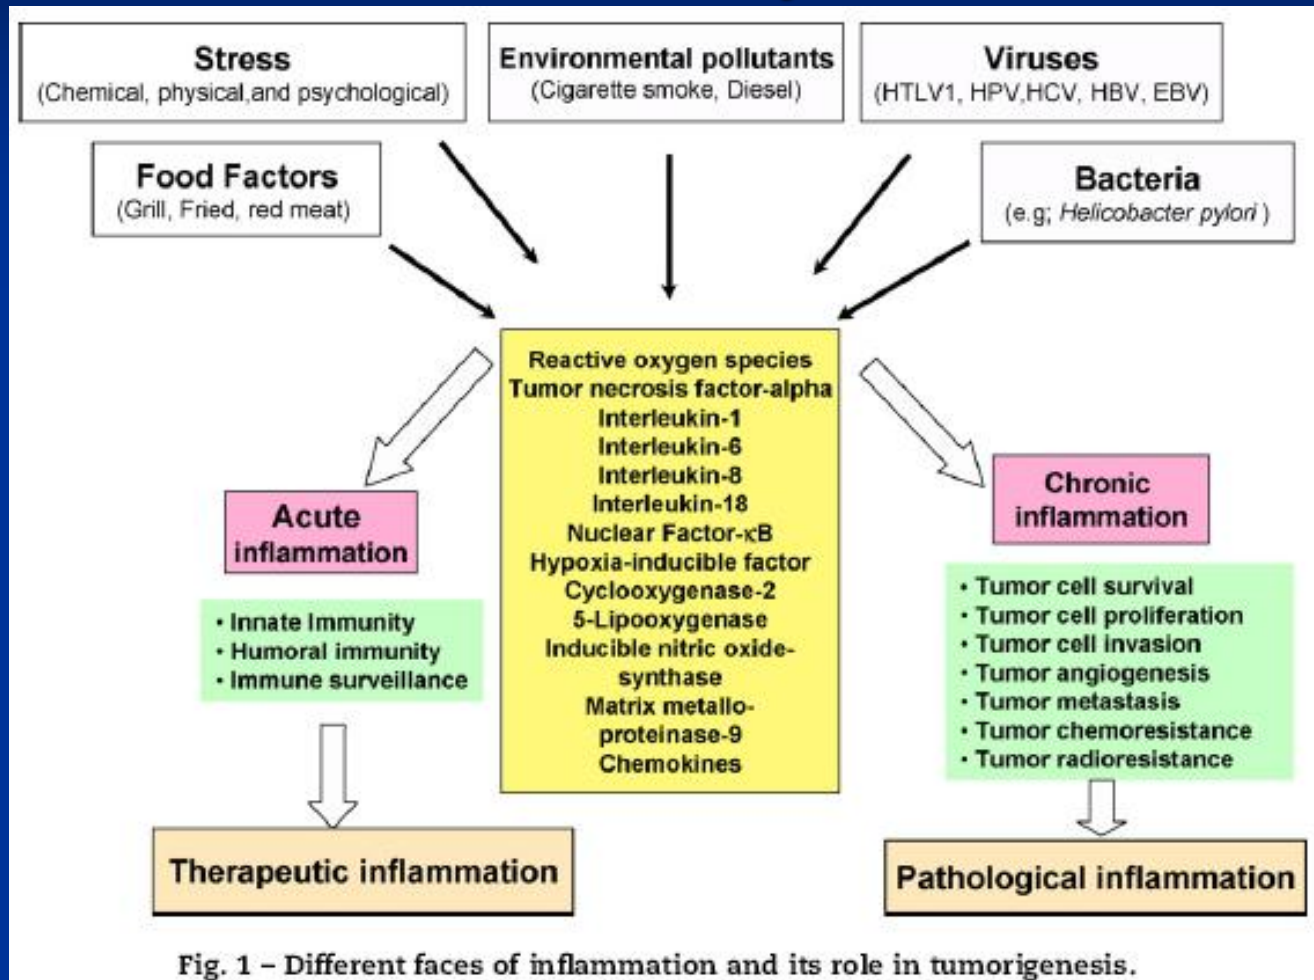 Stress
(Chemical, physical,and psychological)
Environmental pollutants
(Cigarette smoke, Diesel)
Viruses
(HTLV1, HPV,HCV, HBV, EBV)
Food Factors
(Grill, Fried, red meat)
Bacteria
(e.g; Helicobacter pylori )
Reactive oxygen species
Tumor necrosis factor-alpha
Interleukin-1
Interleukin-6
Interleukin-8
Interleukin-18
Nuclear Factor-κB
Hypoxia-inducible factor
Cyclooxygenase-2
5-Lipooxygenase
Inducible nitric oxide-
synthase
Matrix metallo-
proteinase-9
Chemokines
Acute
inflammation
• Innate Immunity
• Humoral immunity
• Immune surveillance
Therapeutic inflammation
Chronic
inflammation
• Tumor cell survival
• Tumor cell proliferation
• Tumor cell invasion
• Tumor angiogenesis
• Tumor metastasis
• Tumor chemoresistance
• Tumor radioresistance
Pathological inflammation
Fig. 1 – Different faces of inflammation and its role in tumorigenesis.